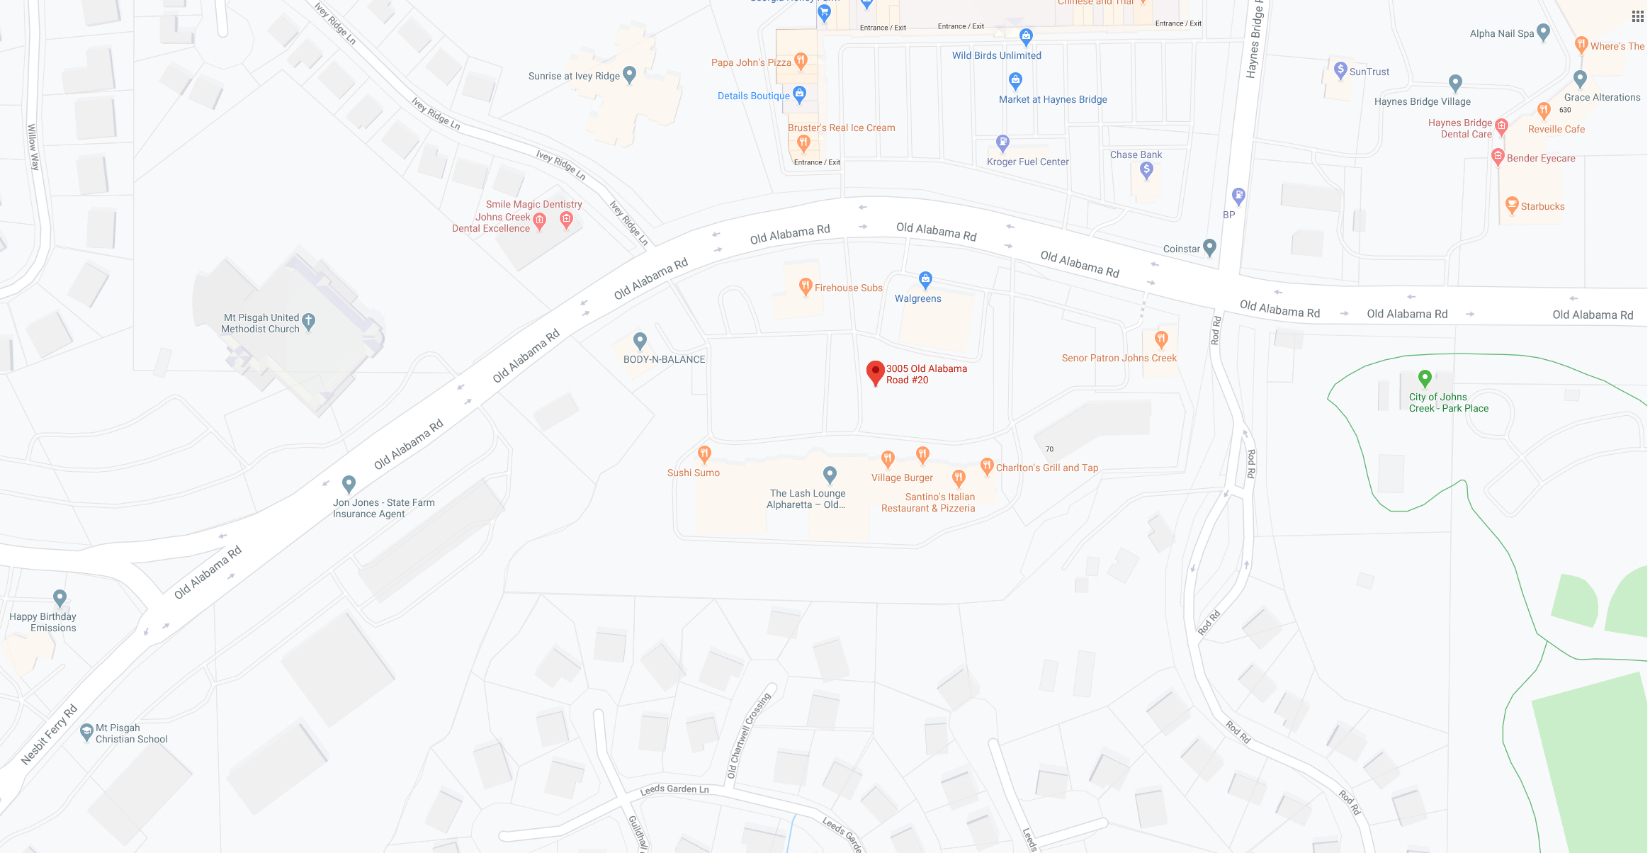 Georgia Honey Farm
Chinese and Thai
Entrance / Exit
Entrance / Exit
Entrance / Exit
Ivey Ridge Ln
Haynes Bridge
Wild Birds Unlimited
Alpha Nail Spa
Where's The
Papa John's Pizza
Sunrise at Ivey Ridge
SunTrust
Details Boutique
Market at Haynes Bridge
Haynes Bridge Village
Grace Alterations
630
Ivey Ridge Ln
Bruster's Real Ice Cream
Haynes Bridge
Dental Care
Reveille Cafe
Willow Way
Entrance / Exit
Kroger Fuel Center
Chase Bank
Bender Eyecare
Ivey Ridge Ln
Smile Magic Dentistry
Johns Creek
Dental Excellence
Ivey Ridge Ln
BP
Starbucks
Old Alabama Rd
Old Alabama Rd
Old Alabama Rd
Coinstar
Old Alabama Rd
Firehouse Subs
Walgreens
Old Alabama Rd
Old Alabama Rd
Old Alabama Rd
Mt Pisgah United
Methodist Church
Rod Rd
Old Alabama Rd
BODY-N-BALANCE
Senor Patron Johns Creek
3005 Old Alabama
Road #20
City of Johns
Creek - Park Place
Old Alabama Rd
70
Sushi Sumo
Village Burger
Charlton's Grill and Tap
Rod Rd
The Lash Lounge
Alpharetta – Old...
Santino's Italian
Restaurant & Pizzeria
Jon Jones - State Farm
Insurance Agent
Old Alabama Rd
Happy Birthday
Emissions
Rod Rd
Nesbit Ferry Rd
Mt Pisgah
Christian School
Old Chartwell Crossing
Rod Rd
Leeds Garden Ln
Rod Rd
Guildhall
Leeds Garde
Leeds